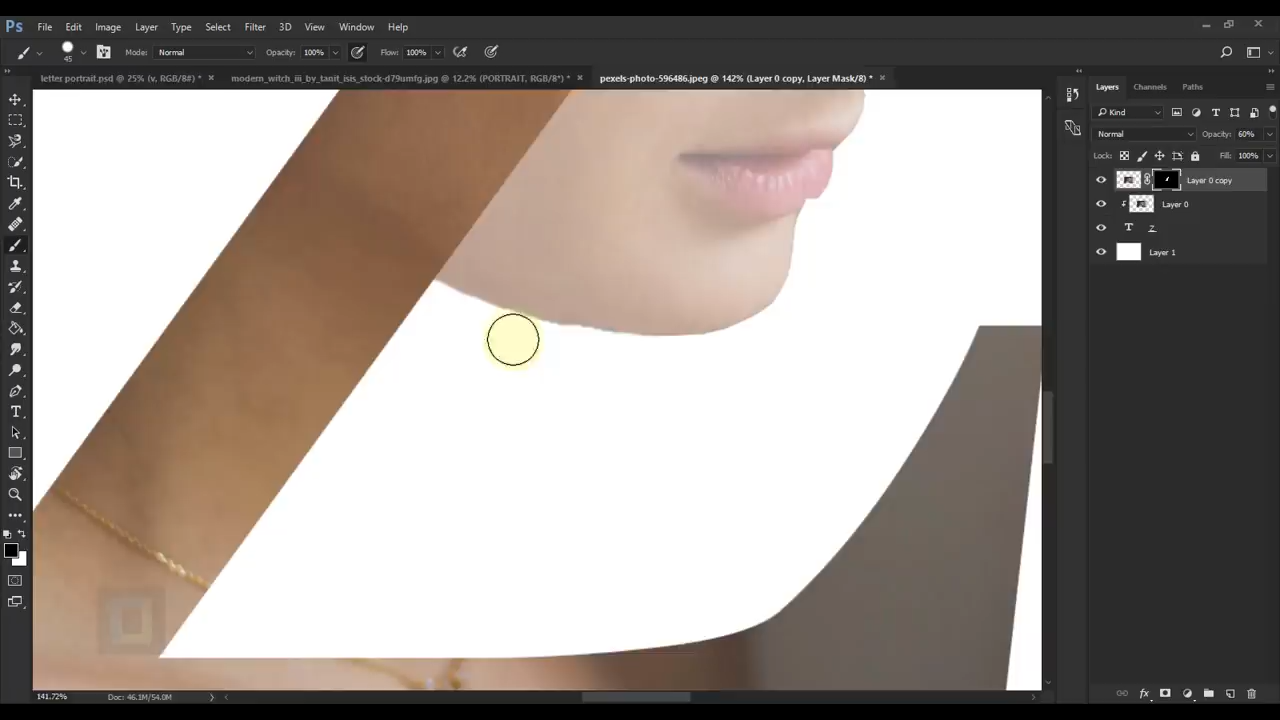 Ps File Edit Image Layer Type Select Filter 3D View Window Help
45 Mode: Normal Opacity: 100% Flow: 100%
letter portrait.psd @ 25% (v, RGB/8#) * × modern_witch_iii_by_taxit_isis_stock-d79umfg.jpg @ 12.2% (PORTRAIT, RGB/8*) * × pexels-photo-596486.jpeg @ 142% (Layer 0 copy, Layer Mask/8) * ×
Layers Channels Paths
Kind
Normal Opacity: 60%
Lock: Fill: 100%
Layer 0 copy
Layer 0
T Z
Layer 1
141.72% Doc: 46.1M/54.0M